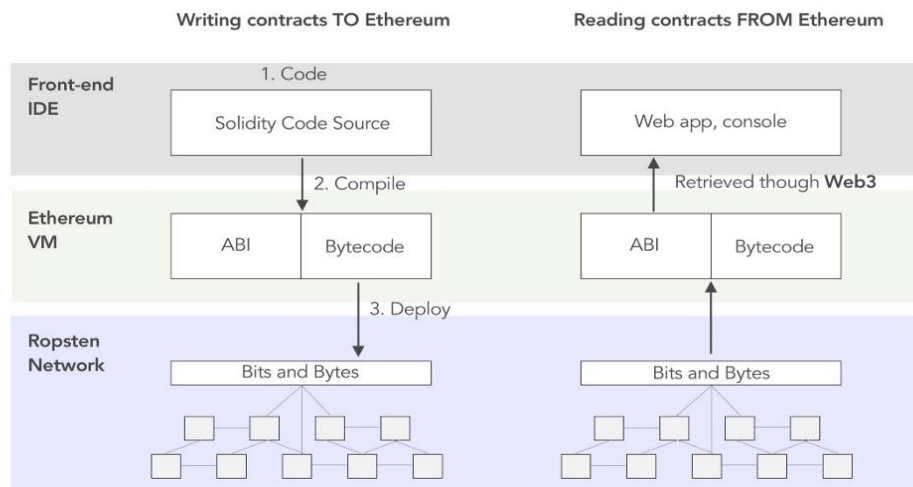 Writing contracts TO Ethereum
Reading contracts FROM Ethereum
Front-end
IDE
1. Code
Solidity Code Source
Web app, console
2. Compile
Retrieved though Web3
Ethereum
VM
ABI
Bytecode
ABI
Bytecode
3. Deploy
Ropsten
Network
Bits and Bytes
Bits and Bytes